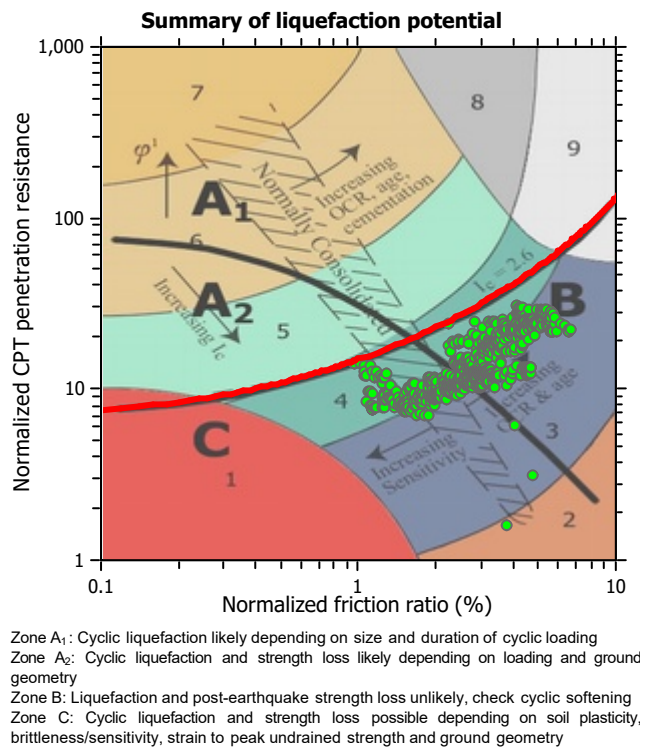 Summary of liquefaction potential
Normalized CPT penetration resistance
1,000
100
10
1
7
8
9
φ'
A1
Increasing
OCR, age,
cementation
Normally Consolidated
6
A2
Increasing Ic
5
Ic = 2.6
B
4
Increasing
OCR & age
3
Increasing
Sensitivity
C
1
2
0.1
1
10
Normalized friction ratio (%)
Zone A1: Cyclic liquefaction likely depending on size and duration of cyclic loading
Zone A2: Cyclic liquefaction and strength loss likely depending on loading and ground
geometry
Zone B: Liquefaction and post-earthquake strength loss unlikely, check cyclic softening
Zone C: Cyclic liquefaction and strength loss possible depending on soil plasticity,
brittleness/sensitivity, strain to peak undrained strength and ground geometry